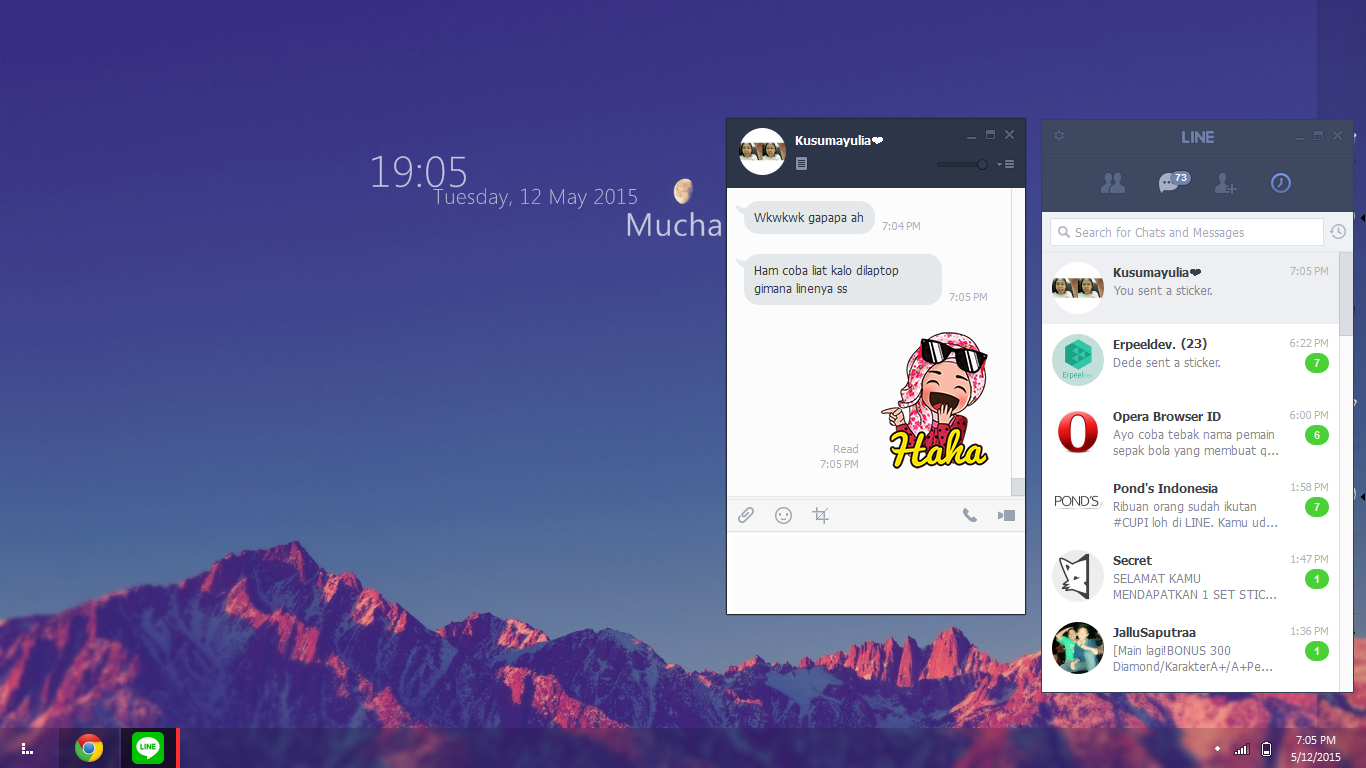 19:05
Tuesday, 12 May 2015
Mucha
Kusumayulia❤
Wkwkwk gapapa ah
7:04 PM
Ham coba liat kalo dilaptop
gimana linenya ss
7:05 PM
Haha
Read
7:05 PM
LINE
73
Search for Chats and Messages
Kusumayulia❤
7:05 PM
You sent a sticker.
Erpeeldev. (23)
6:22 PM
Dede sent a sticker.
7
Erpeeldev
Opera Browser ID
6:00 PM
Ayo coba tebak nama pemain
6
sepak bola yang membuat q...
POND'S
Pond's Indonesia
1:58 PM
Ribuan orang sudah ikutan
7
#CUPI loh di LINE. Kamu ud...
Secret
1:47 PM
SELAMAT KAMU
1
MENDAPATKAN 1 SET STIC...
JalluSaputraa
1:36 PM
[Main lagi!BONUS 300
1
Diamond/KarakterA+/A+Pe...
LINE
7:05 PM
5/12/2015